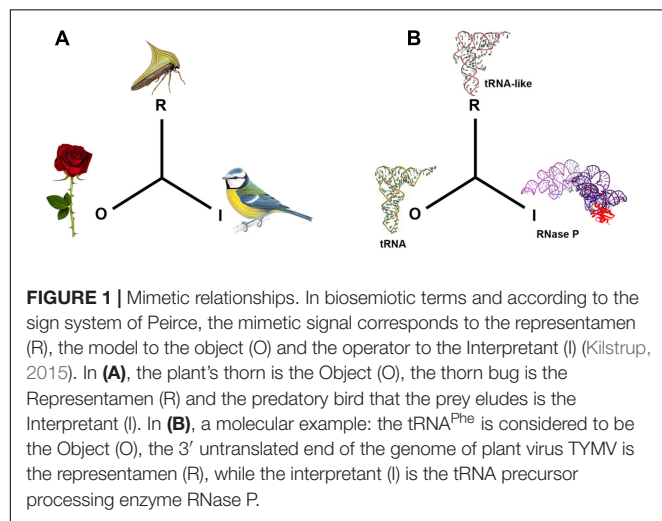 A
B
tRNA-like
R
R
O
I
tRNA
O
I
RNase P
FIGURE 1 | Mimetic relationships. In biosemiotic terms and according to the
sign system of Peirce, the mimetic signal corresponds to the representamen
(R), the model to the object (O) and the operator to the Interpretant (I) (Kilstrup,
2015). In (A), the plant's thorn is the Object (O), the thorn bug is the
Representamen (R) and the predatory bird that the prey eludes is the
Interpretant (I). In (B), a molecular example: the tRNA^Phe is considered to be
the Object (O), the 3′ untranslated end of the genome of plant virus TYMV is
the representamen (R), while the interpretant (I) is the tRNA precursor
processing enzyme RNase P.